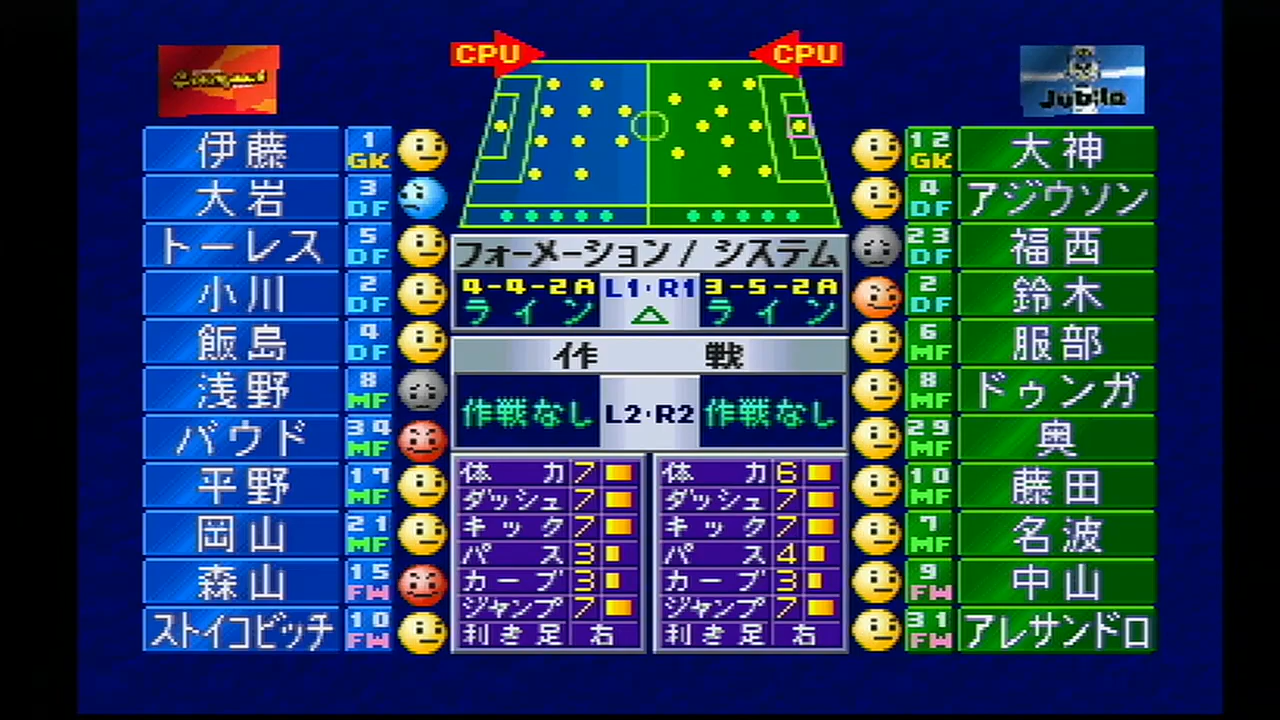 CPU CPU
Jubilo
伊藤 1 GK
大岩 3 DF
トーレス 5 DF
小川 2 DF
飯島 4 DF
浅野 8 MF
バウド 34 MF
平野 17 MF
岡山 21 MF
森山 15 FW
ストイコビッチ 10 FW
フォーメーション/システム
4-4-2A L1・R1 3-5-2A
ライン △ ライン
作戦
作戦なし L2・R2 作戦なし
体力 7
ダッシュ 7
キック 7
パス 3
カーブ 3
ジャンプ 7
利き足 右
体力 6
ダッシュ 7
キック 7
パス 4
カーブ 3
ジャンプ 7
利き足 右
12 GK 大神
4 DF アジウソン
23 DF 福西
2 DF 鈴木
6 MF 服部
8 MF ドゥンガ
29 MF 奥
10 MF 藤田
7 MF 名波
9 FW 中山
31 FW アレサンドロ